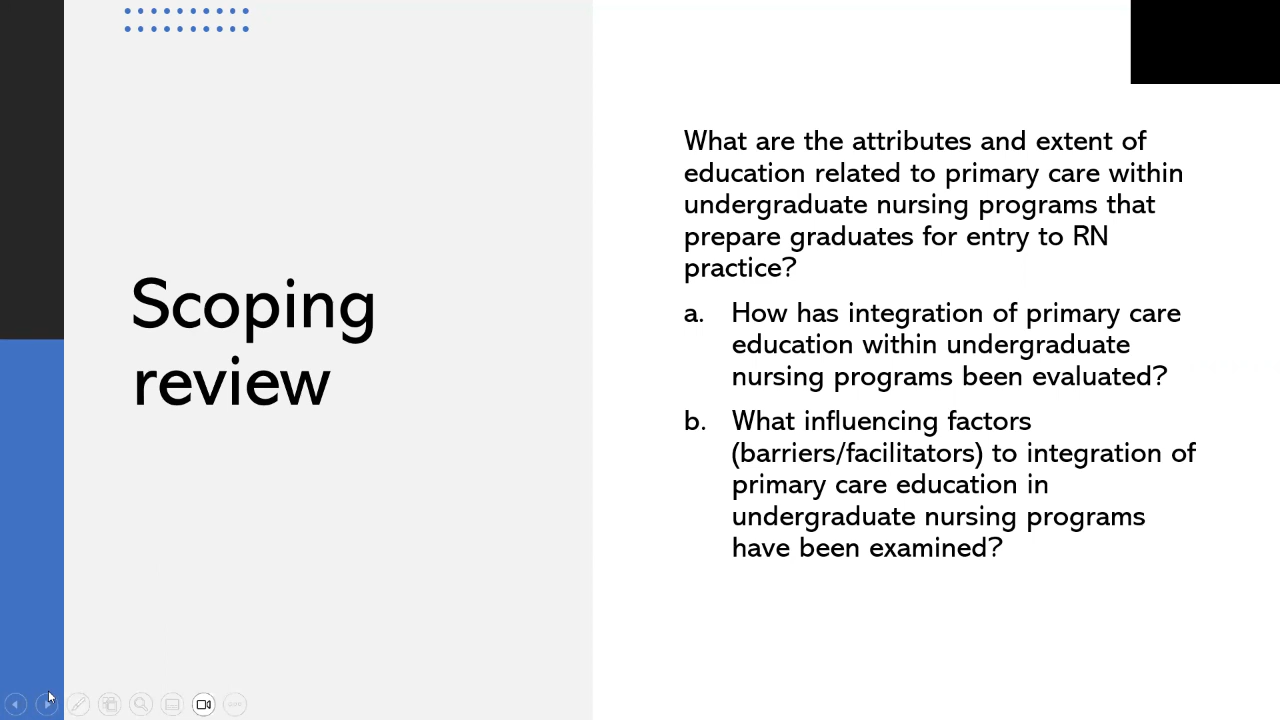 Scoping
review
What are the attributes and extent of
education related to primary care within
undergraduate nursing programs that
prepare graduates for entry to RN
practice?
a. How has integration of primary care
education within undergraduate
nursing programs been evaluated?
b. What influencing factors
(barriers/facilitators) to integration of
primary care education in
undergraduate nursing programs
have been examined?